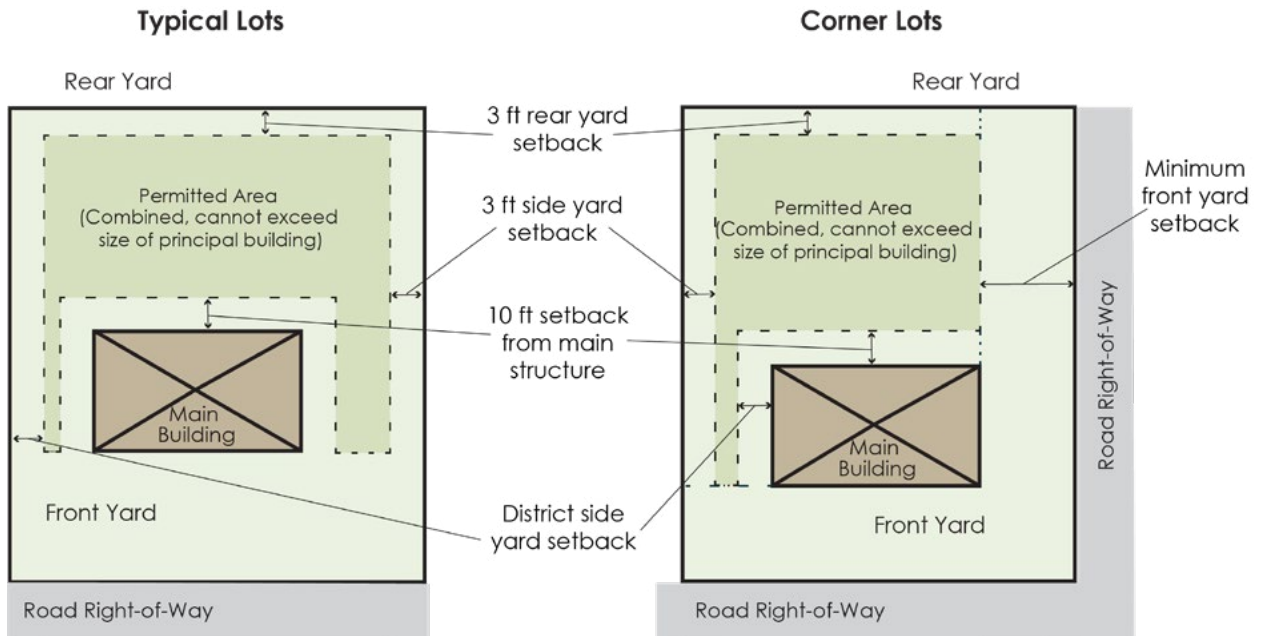 Typical Lots
Corner Lots
Rear Yard
Rear Yard
3 ft rear yard
setback
Minimum
front yard
setback
Permitted Area
(Combined, cannot exceed
size of principal building)
3 ft side yard
setback
Permitted Area
(Combined, cannot exceed
size of principal building)
10 ft setback
from main
structure
Road Right-of-Way
Main
Building
Main
Building
Front Yard
District side
yard setback
Front Yard
Road Right-of-Way
Road Right-of-Way